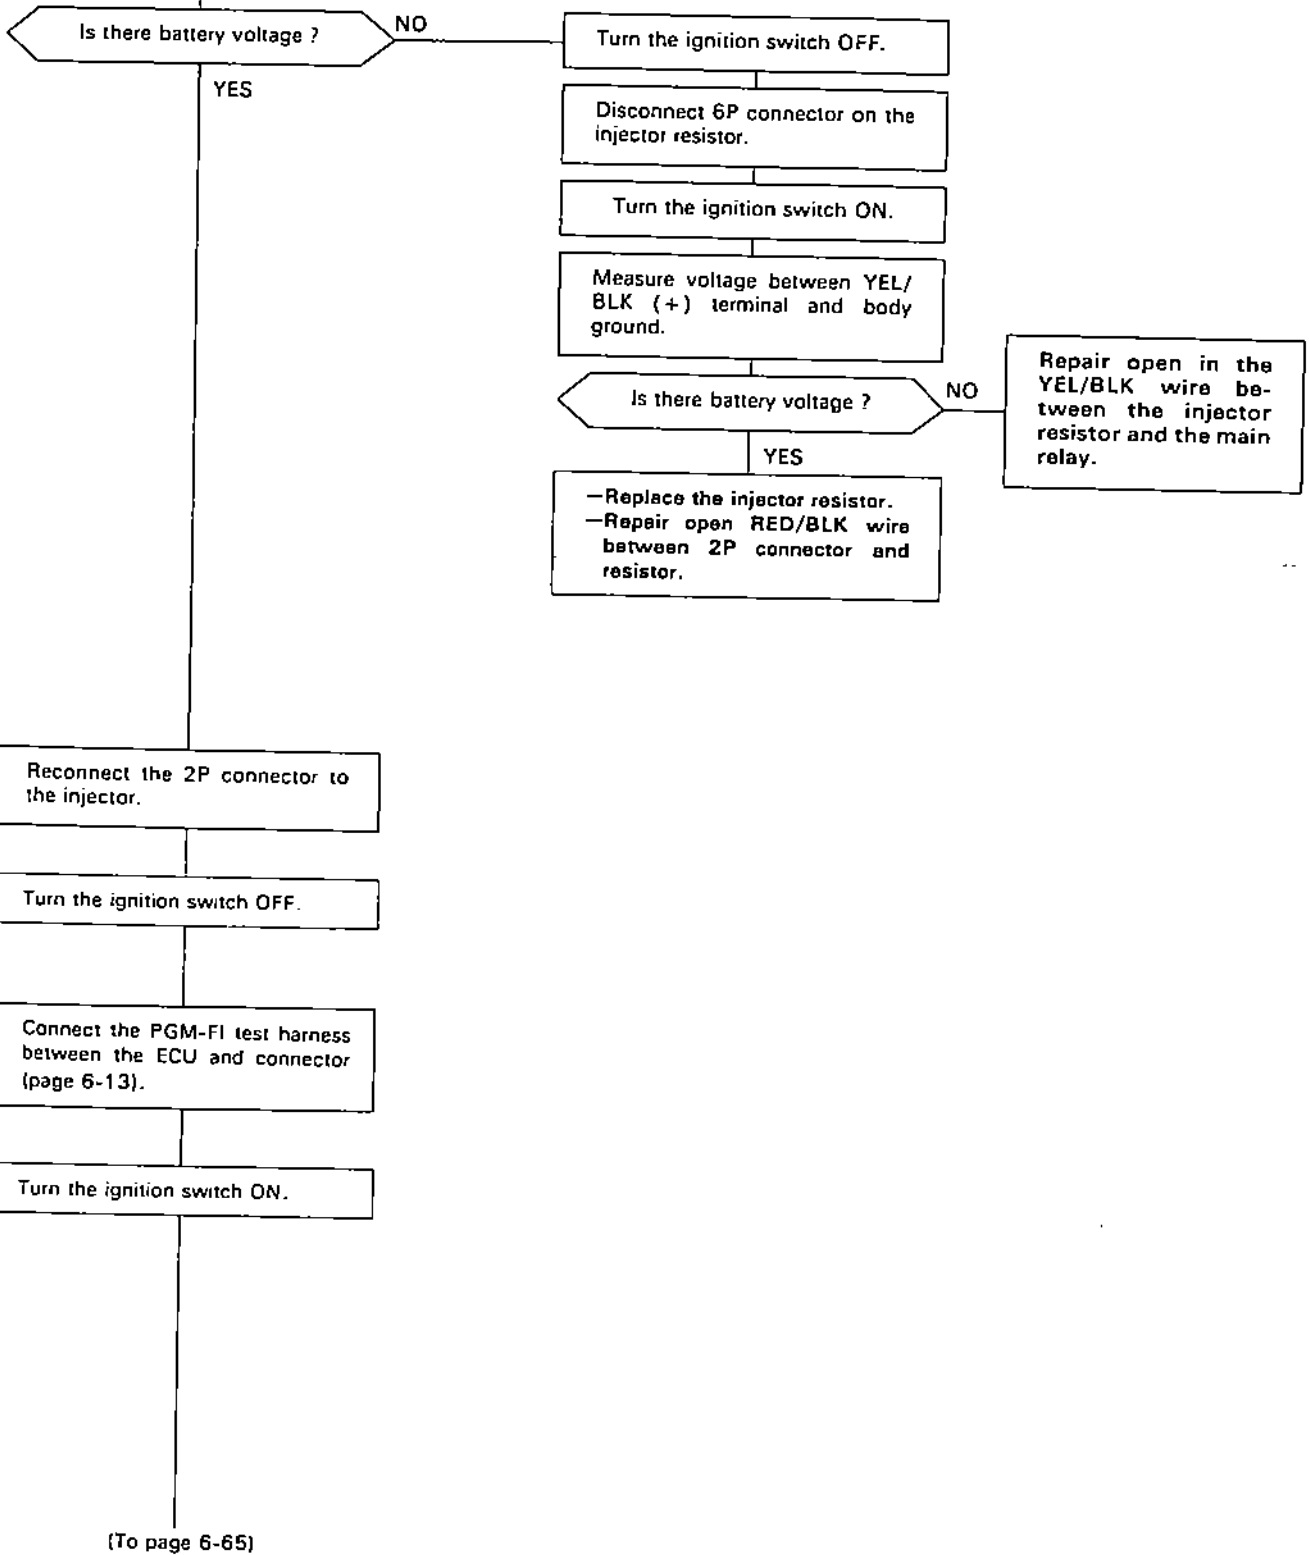 Is there battery voltage ?
NO
YES
Turn the ignition switch OFF.
Disconnect 6P connector on the
injector resistor.
Turn the ignition switch ON.
Measure voltage between YEL/
BLK (+) terminal and body
ground.
Is there battery voltage ?
NO
Repair open in the
YEL/BLK wire be-
tween the injector
resistor and the main
relay.
YES
—Replace the injector resistor.
—Repair open RED/BLK wire
between 2P connector and
resistor.
Reconnect the 2P connector to
the injector.
Turn the ignition switch OFF.
Connect the PGM-FI test harness
between the ECU and connector
(page 6-13).
Turn the ignition switch ON.
(To page 6-65)